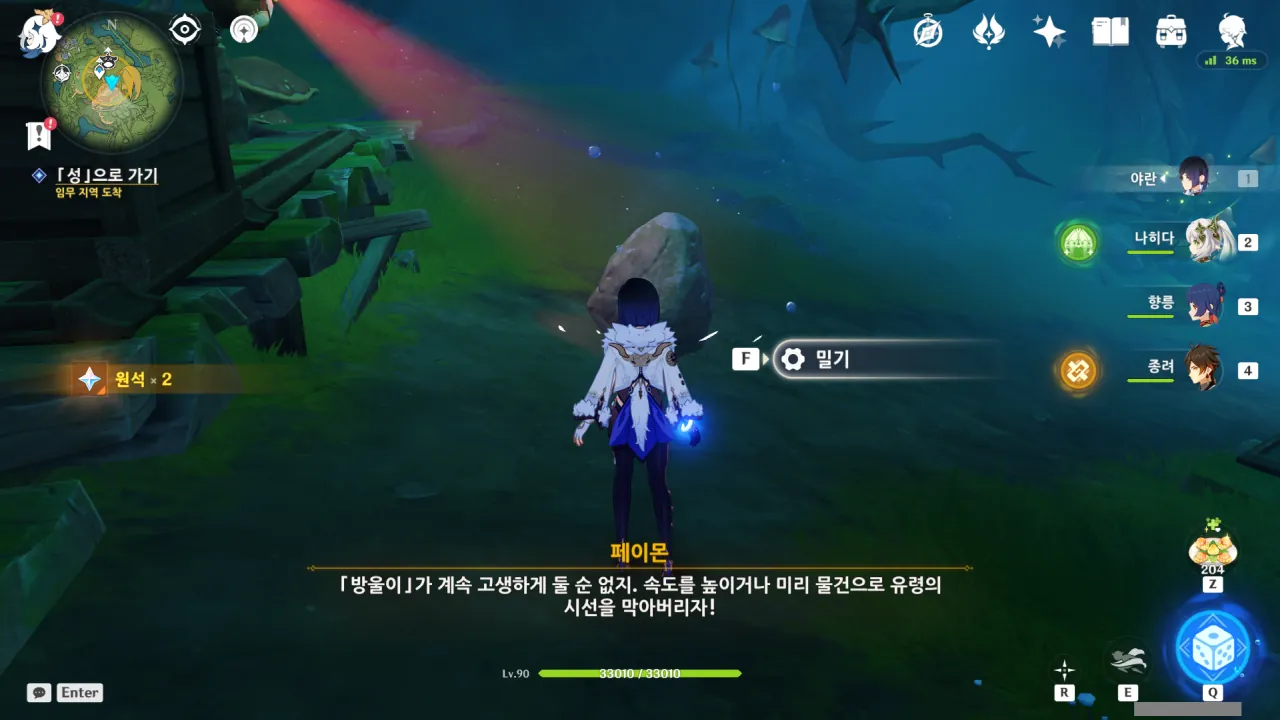 N
36 ms
「성」으로 가기
임무 지역 도착
야란
1
나히다
2
향릉
3
원석 × 2
F
밀기
종려
4
페이몬
「방울이」가 계속 고생하게 둘 순 없지. 속도를 높이거나 미리 물건으로 유령의
시선을 막아버리자!
204
Z
Lv.90
33010 / 33010
Enter
R
E
Q